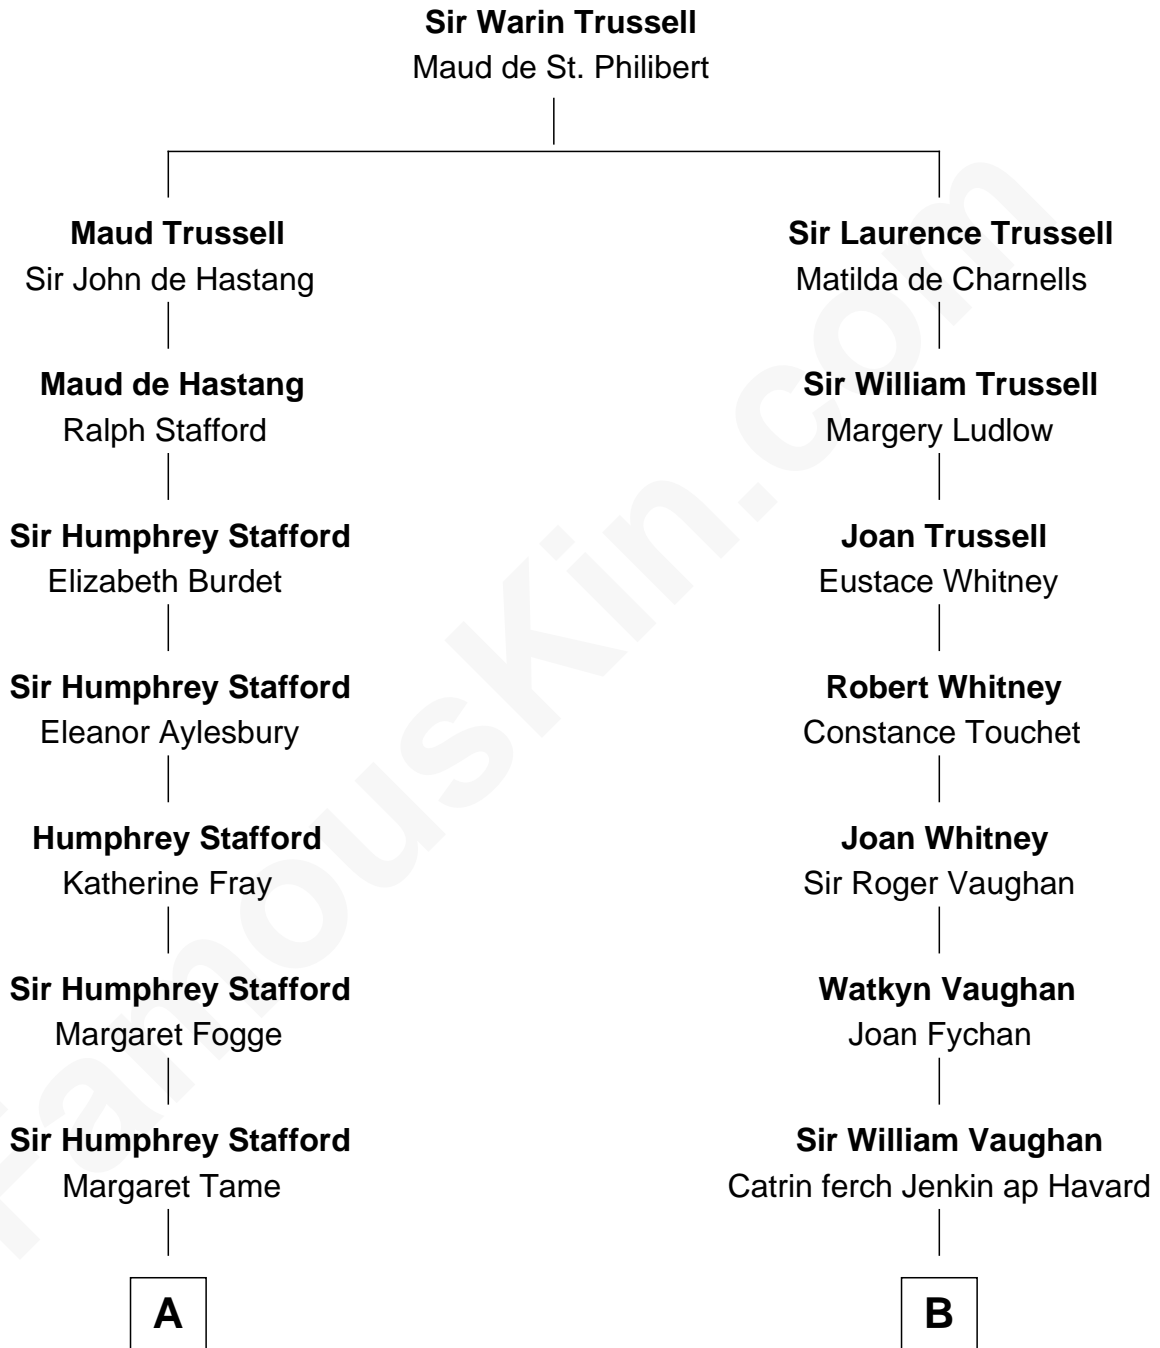 Sir Warin Trussell
Maud de St. Philibert
Maud Trussell
Sir John de Hastang
Sir Laurence Trussell
Matilda de Charnells
Maud de Hastang
Ralph Stafford
Sir William Trussell
Margery Ludlow
Sir Humphrey Stafford
Elizabeth Burdet
Joan Trussell
Eustace Whitney
Sir Humphrey Stafford
Eleanor Aylesbury
Robert Whitney
Constance Touchet
Humphrey Stafford
Katherine Fray
Joan Whitney
Sir Roger Vaughan
Sir Humphrey Stafford
Margaret Fogge
Watkyn Vaughan
Joan Fychan
Sir Humphrey Stafford
Margaret Tame
Sir William Vaughan
Catrin ferch Jenkin ap Havard
A
B
FamousKin.com